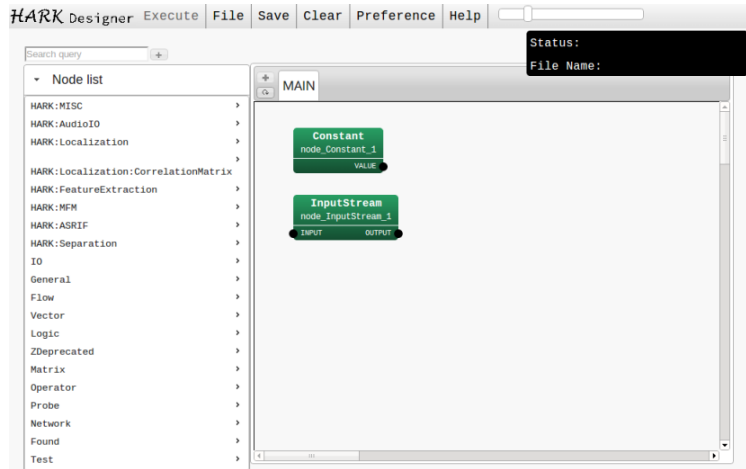 HARK Designer Execute File Save Clear Preference Help
Status:
File Name:
Search query
Node list
MAIN
HARK:MISC
HARK:AudioIO
HARK:Localization
HARK:Localization:CorrelationMatrix
HARK:FeatureExtraction
HARK:MFM
HARK:ASRIF
HARK:Separation
IO
General
Flow
Vector
Logic
ZDeprecated
Matrix
Operator
Probe
Network
Found
Test
Constant
node_Constant_1
VALUE
InputStream
node_InputStream_1
INPUT OUTPUT